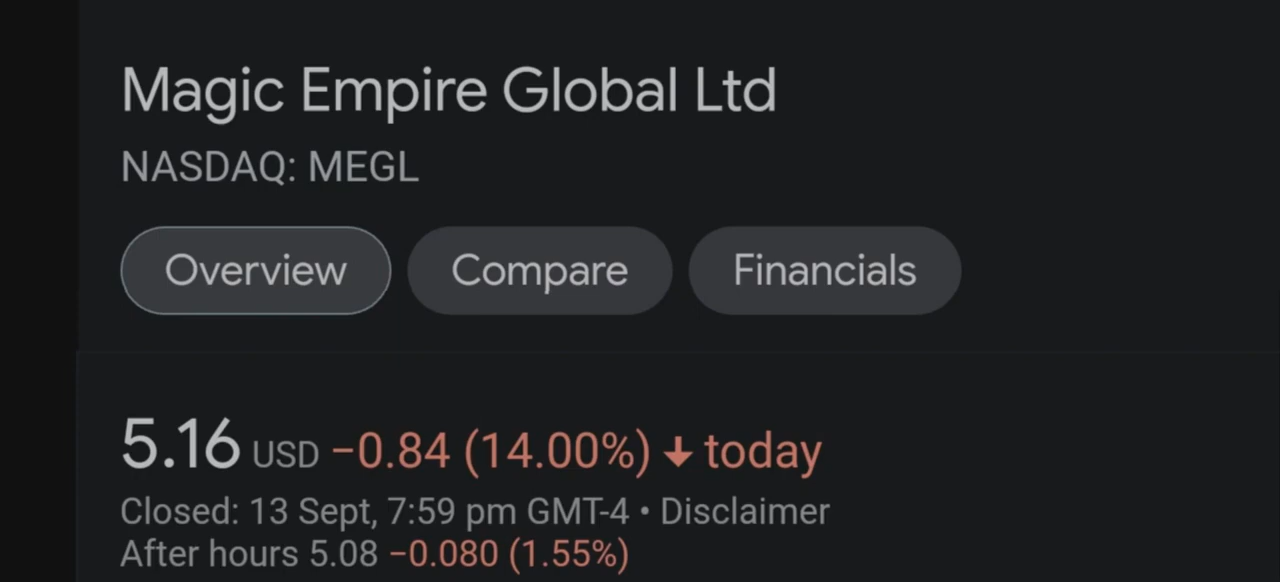 Magic Empire Global Ltd
NASDAQ: MEGL
Overview Compare Financials
5.16 USD −0.84 (14.00%) ↓ today
Closed: 13 Sept, 7:59 pm GMT-4 • Disclaimer
After hours 5.08 −0.080 (1.55%)